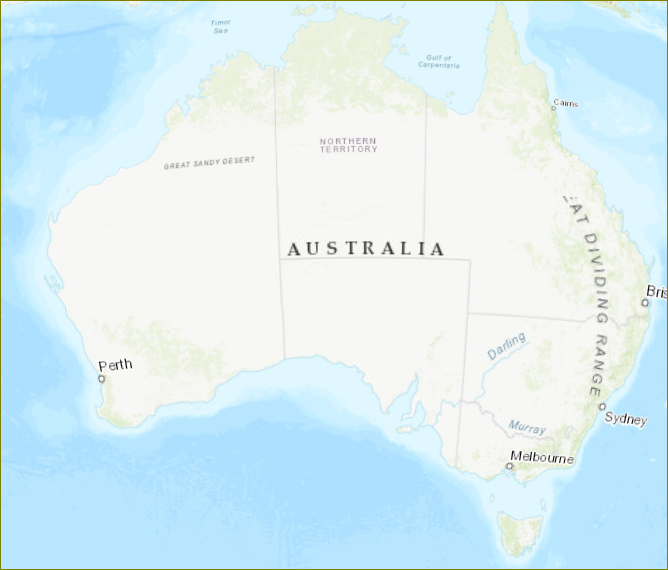 Timor
Sea
Gulf of
Carpentaria
Cairns
NORTHERN
TERRITORY
GREAT SANDY DESERT
AT DIVIDING RANGE
AUSTRALIA
Bris
Darling
Perth
Sydney
Murray
Melbourne